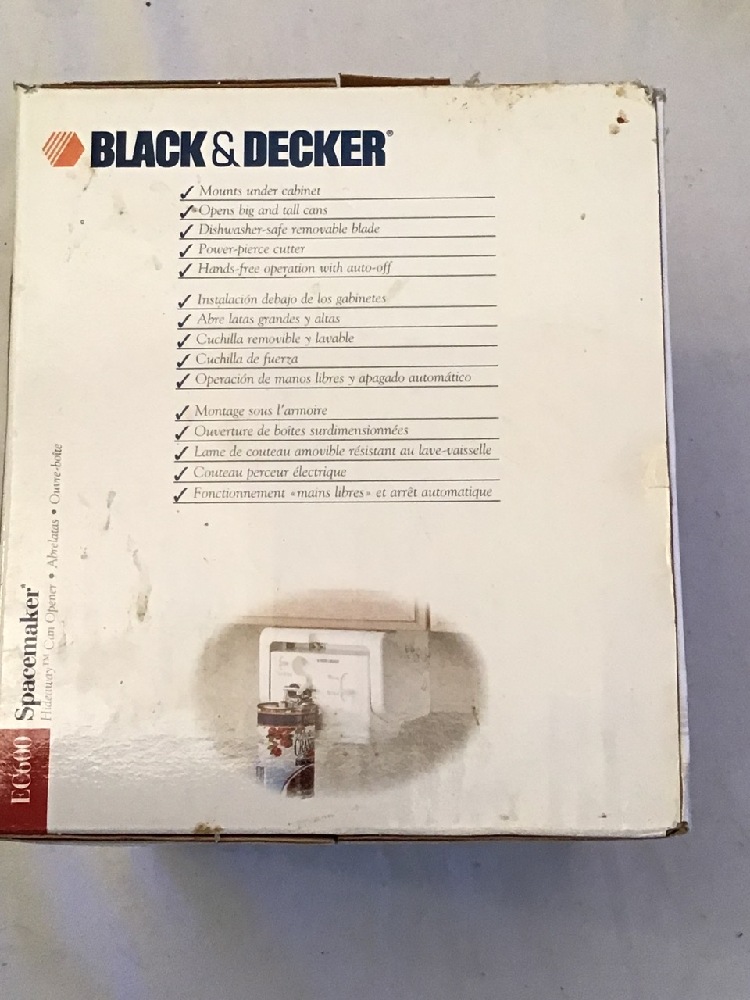 BLACK & DECKER®
✓ Mounts under cabinet
✓ Opens big and tall cans
✓ Dishwasher-safe removable blade
✓ Power-pierce cutter
✓ Hands-free operation with auto-off
✓ Instalación debajo de los gabinetes
✓ Abre latas grandes y altas
✓ Cuchilla removible y lavable
✓ Cuchilla de fuerza
✓ Operación de manos libres y apagado automático
✓ Montage sous l'armoire
✓ Ouverture de boîtes surdimensionnées
✓ Lame de couteau amovible résistant au lave-vaisselle
✓ Couteau perceur électrique
✓ Fonctionnement «mains libres» et arrêt automatique
EC600 Spacemaker®
Hideaway™ Can Opener • Abrelatas • Ouvre-boîte